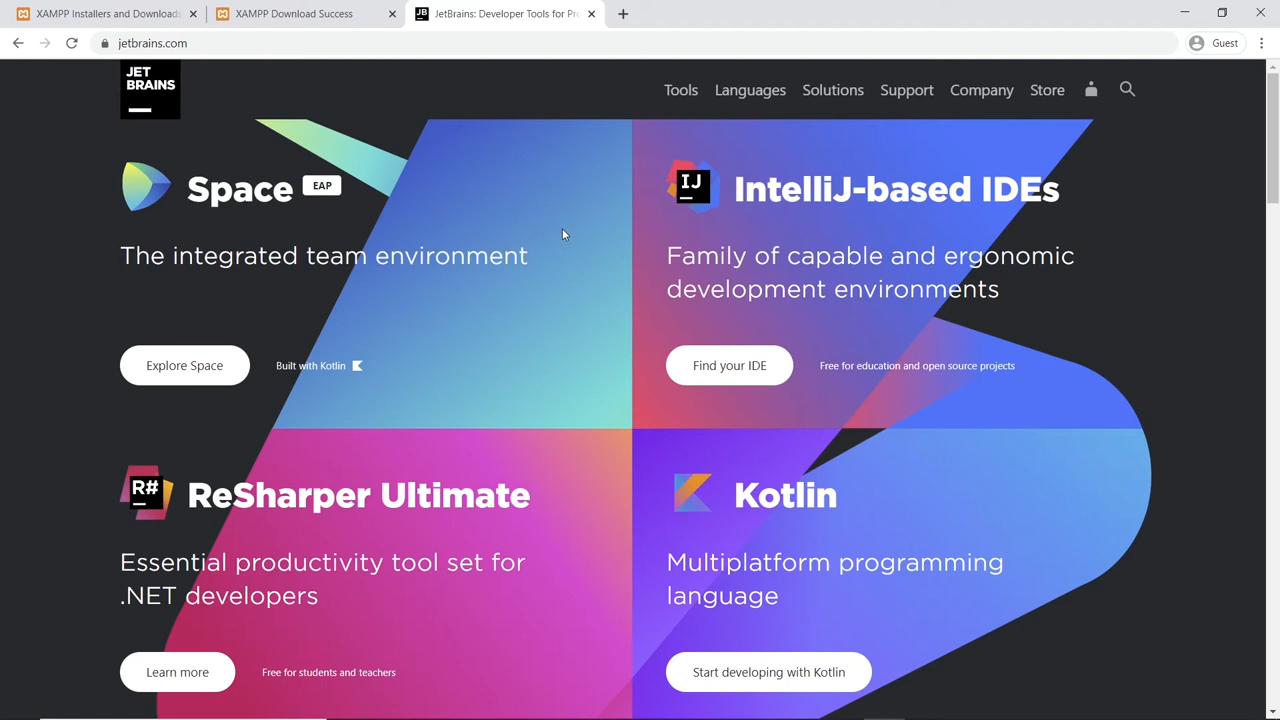 XAMPP Installers and Downloads
XAMPP Download Success
JB
JetBrains: Developer Tools for Pro
jetbrains.com
Guest
JET
BRAINS
Tools
Languages
Solutions
Support
Company
Store
Space
EAP
The integrated team environment
Explore Space
Built with Kotlin
IJ
IntelliJ-based IDEs
Family of capable and ergonomic
development environments
Find your IDE
Free for education and open source projects
R#
ReSharper Ultimate
Essential productivity tool set for
.NET developers
Learn more
Free for students and teachers
Kotlin
Multiplatform programming
language
Start developing with Kotlin